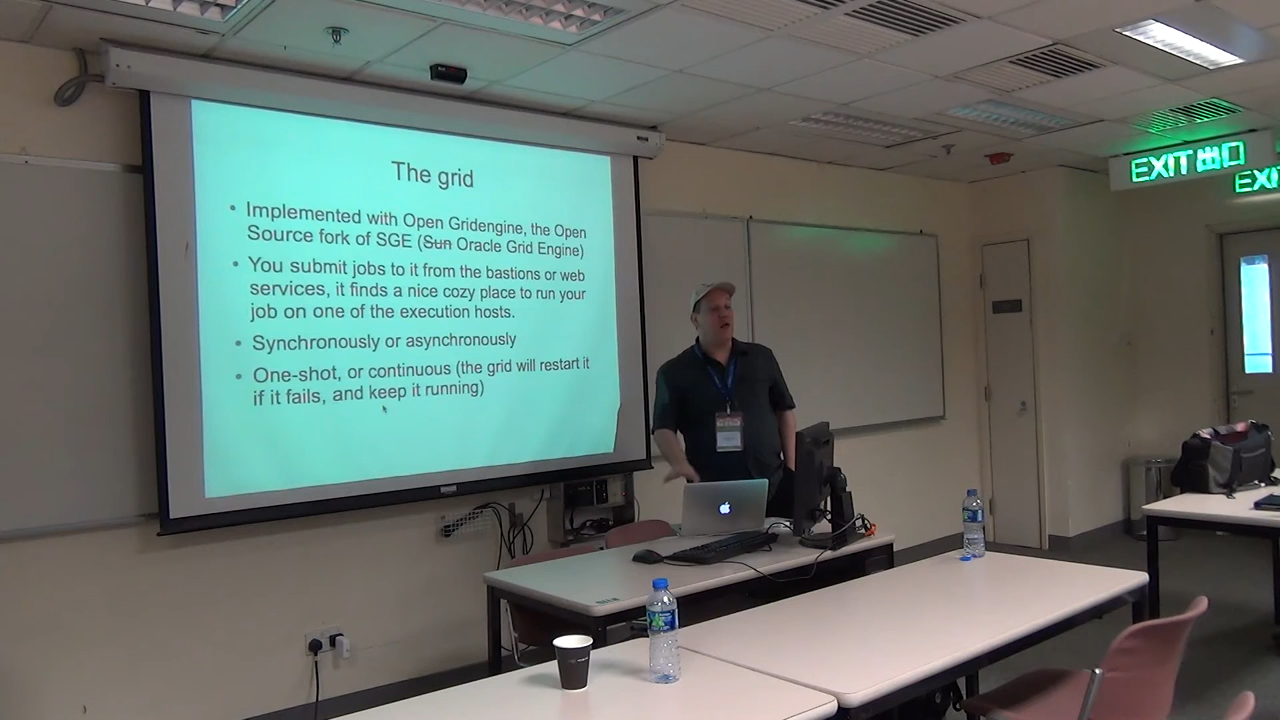 The grid
• Implemented with Open Gridengine, the Open
Source fork of SGE (Sun Oracle Grid Engine)
• You submit jobs to it from the bastions or web
services, it finds a nice cozy place to run your
job on one of the execution hosts.
• Synchronously or asynchronously
• One-shot, or continuous (the grid will restart it
if it fails, and keep it running)
EXIT 出口
EXI